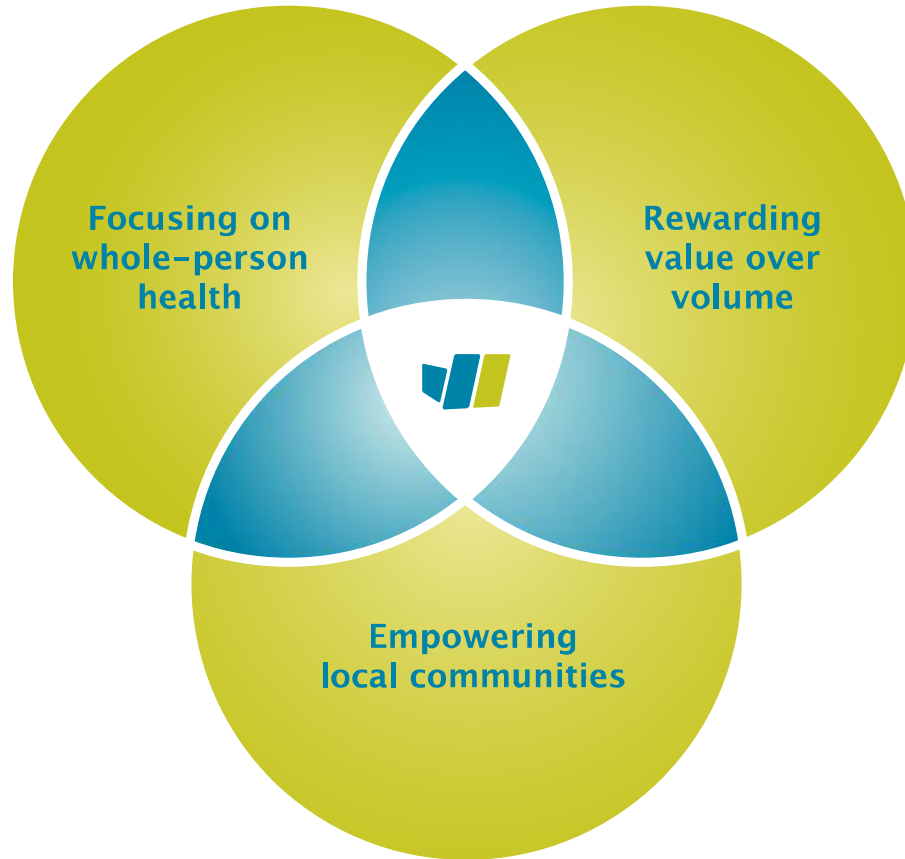 Focusing on
whole-person
health
Rewarding
value over
volume
Empowering
local communities